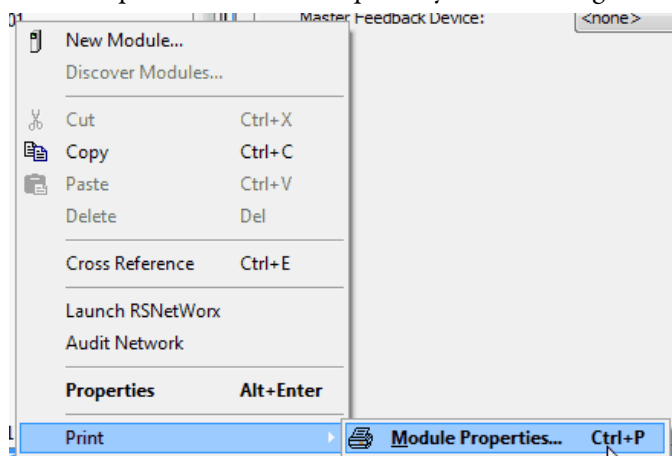 01 Master Feedback Device: <none>
New Module...
Discover Modules...
Cut Ctrl+X
Copy Ctrl+C
Paste Ctrl+V
Delete Del
Cross Reference Ctrl+E
Launch RSNetWorx
Audit Network
Properties Alt+Enter
Print Module Properties... Ctrl+P